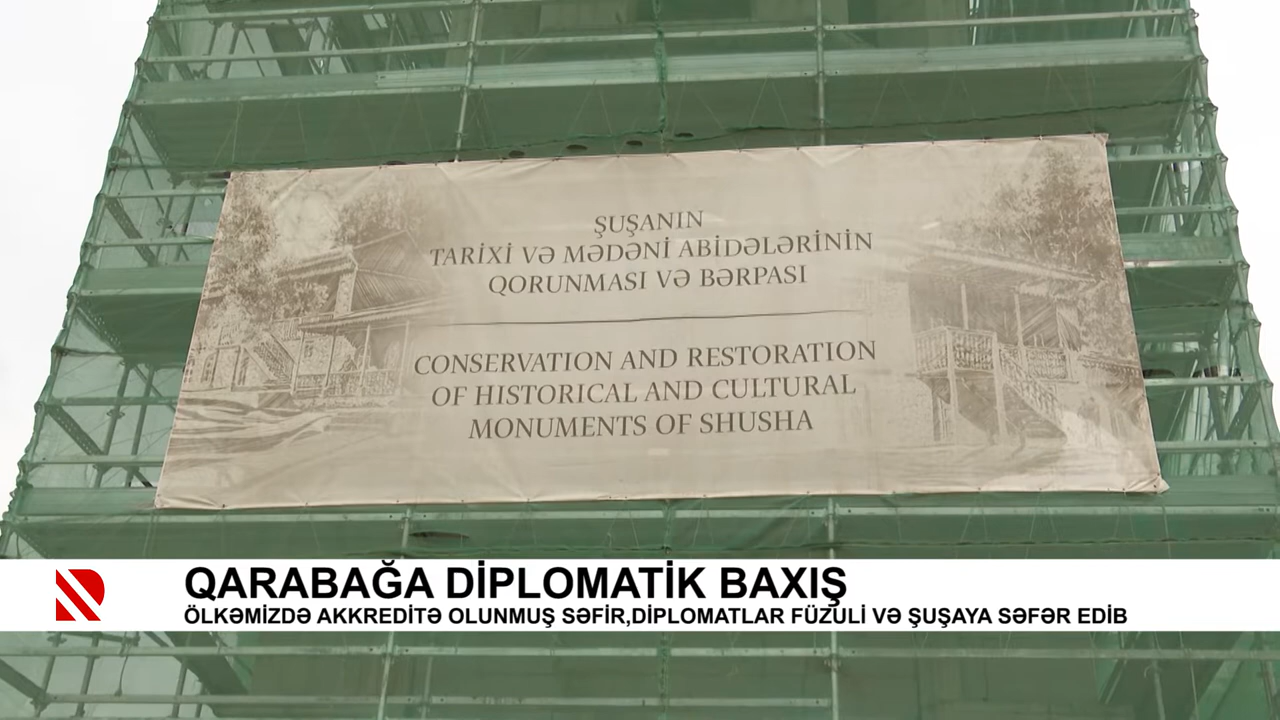 ŞUŞANIN
TARİXİ VƏ MƏDƏNİ ABİDƏLƏRİNİN
QORUNMASI VƏ BƏRPASI
CONSERVATION AND RESTORATION
OF HISTORICAL AND CULTURAL
MONUMENTS OF SHUSHA
QARABAĞA DİPLOMATİK BAXIŞ
ÖLKƏMİZDƏ AKKREDİTƏ OLUNMUŞ SƏFİR,DİPLOMATLAR FÜZULİ VƏ ŞUŞAYA SƏFƏR EDİB